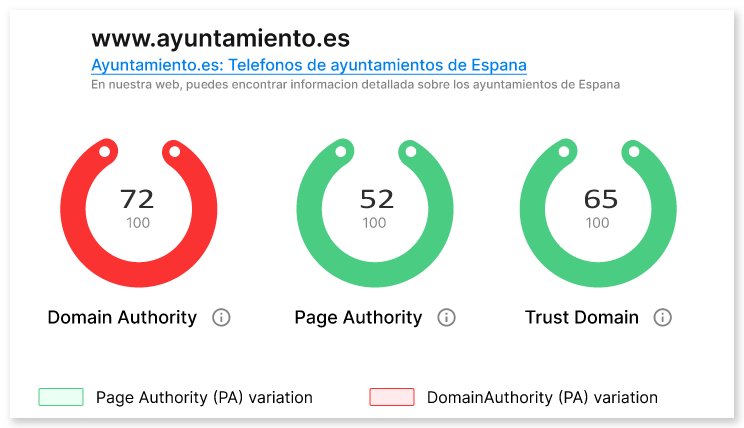 www.ayuntamiento.es
Ayuntamiento.es: Telefonos de ayuntamientos de Espana
En nuestra web, puedes encontrar informacion detallada sobre los ayuntamientos de Espana
72
100
52
100
65
100
Domain Authority
Page Authority
Trust Domain
Page Authority (PA) variation
DomainAuthority (PA) variation